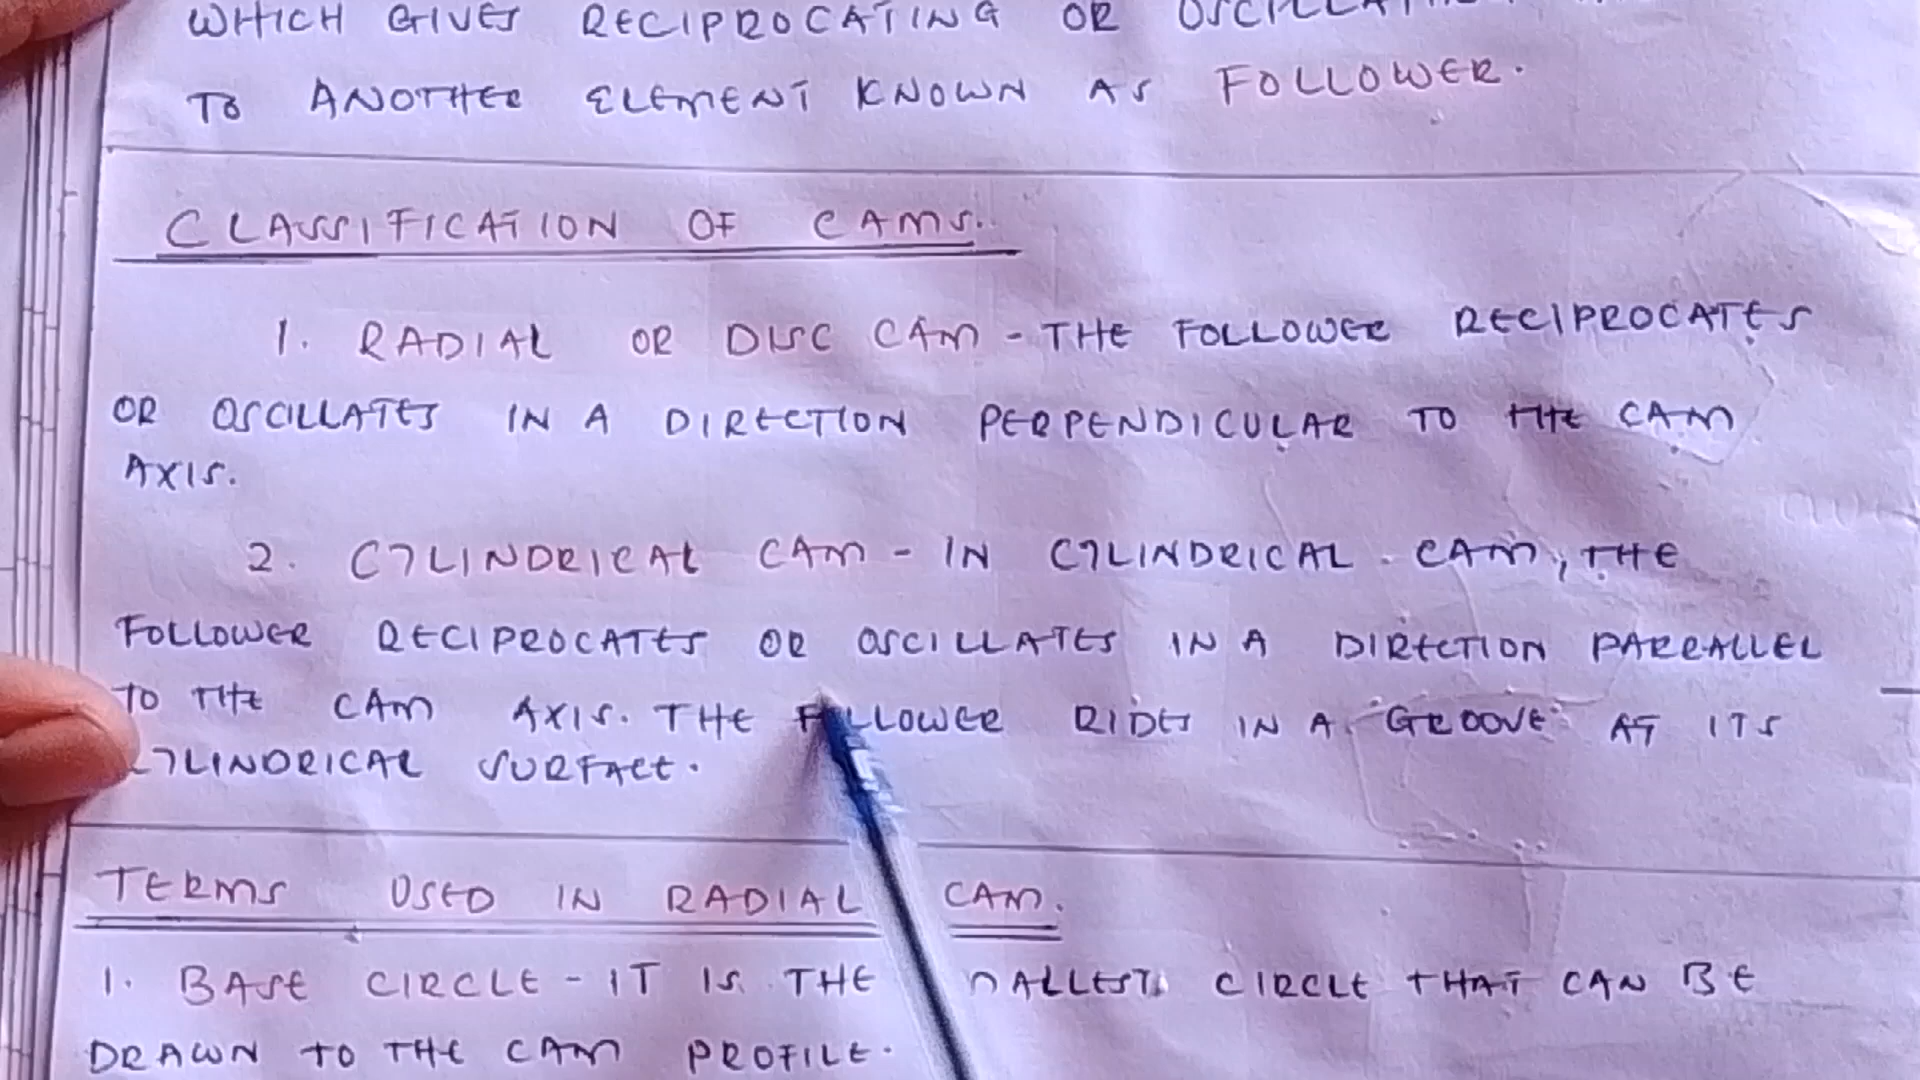 WHICH GIVES RECIPROCATING OR
TO ANOTHER ELEMENT KNOWN AS FOLLOWER.
CLASSIFICATION OF CAMS.
1. RADIAL OR DISC CAM - THE FOLLOWER RECIPROCATES
OR OSCILLATES IN A DIRECTION PERPENDICULAR TO THE CAM
AXIS.
2. CYLINDRICAL CAM - IN CYLINDRICAL CAM, THE
FOLLOWER RECIPROCATES OR OSCILLATES IN A DIRECTION PARRALLEL
TO THE CAM AXIS. THE FOLLOWER RIDES IN A GROOVE AT ITS
CYLINDRICAL SURFACE.
TERMS USED IN RADIAL CAM.
1. BASE CIRCLE - IT IS THE SMALLEST CIRCLE THAT CAN BE
DRAWN TO THE CAM PROFILE.